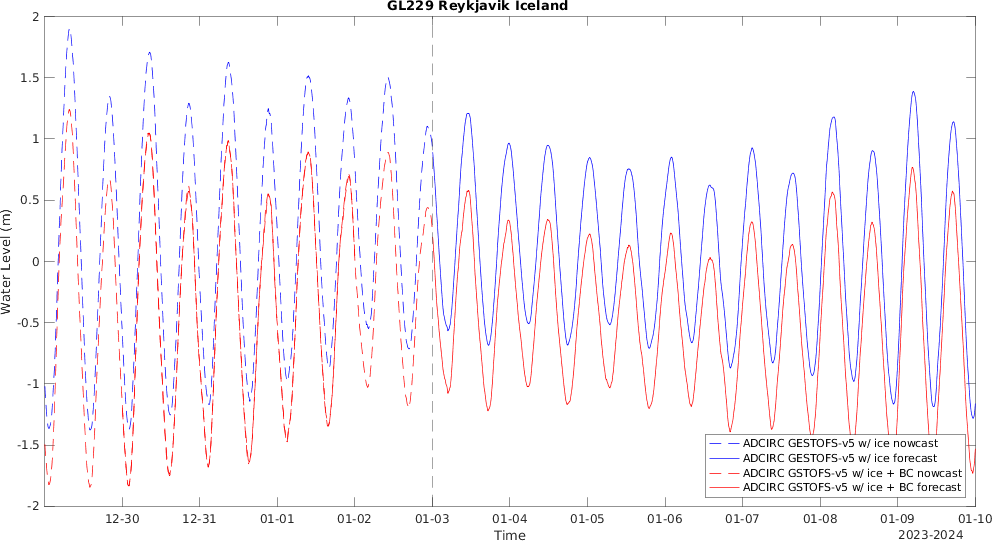 GL229 Reykjavik Iceland
2
1.5
1
0.5
0
-0.5
-1
-1.5
-2
Water Level (m)
ADCIRC GESTOFS-v5 w/ ice nowcast
ADCIRC GESTOFS-v5 w/ ice forecast
ADCIRC GSTOFS-v5 w/ ice + BC nowcast
ADCIRC GSTOFS-v5 w/ ice + BC forecast
12-30 12-31 01-01 01-02 01-03 01-04 01-05 01-06 01-07 01-08 01-09 01-10
Time
2023-2024